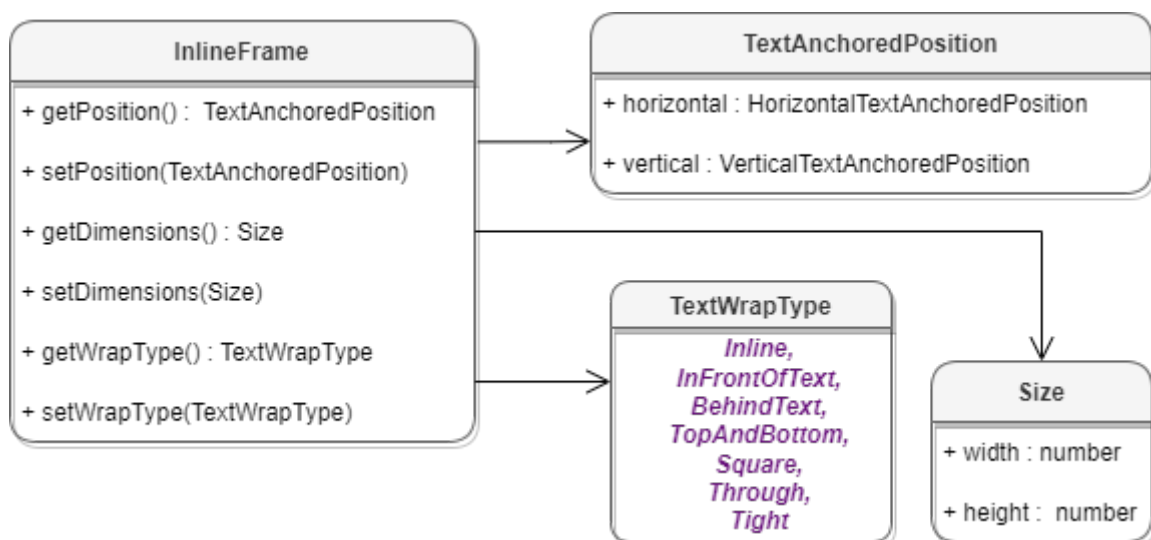 InlineFrame
+ getPosition() :  TextAnchoredPosition
+ setPosition(TextAnchoredPosition)
+ getDimensions() : Size
+ setDimensions(Size)
+ getWrapType() : TextWrapType
+ setWrapType(TextWrapType)
TextAnchoredPosition
+ horizontal : HorizontalTextAnchoredPosition
+ vertical : VerticalTextAnchoredPosition
TextWrapType
Inline,
InFrontOfText,
BehindText,
TopAndBottom,
Square,
Through,
Tight
Size
+ width : number
+ height :  number